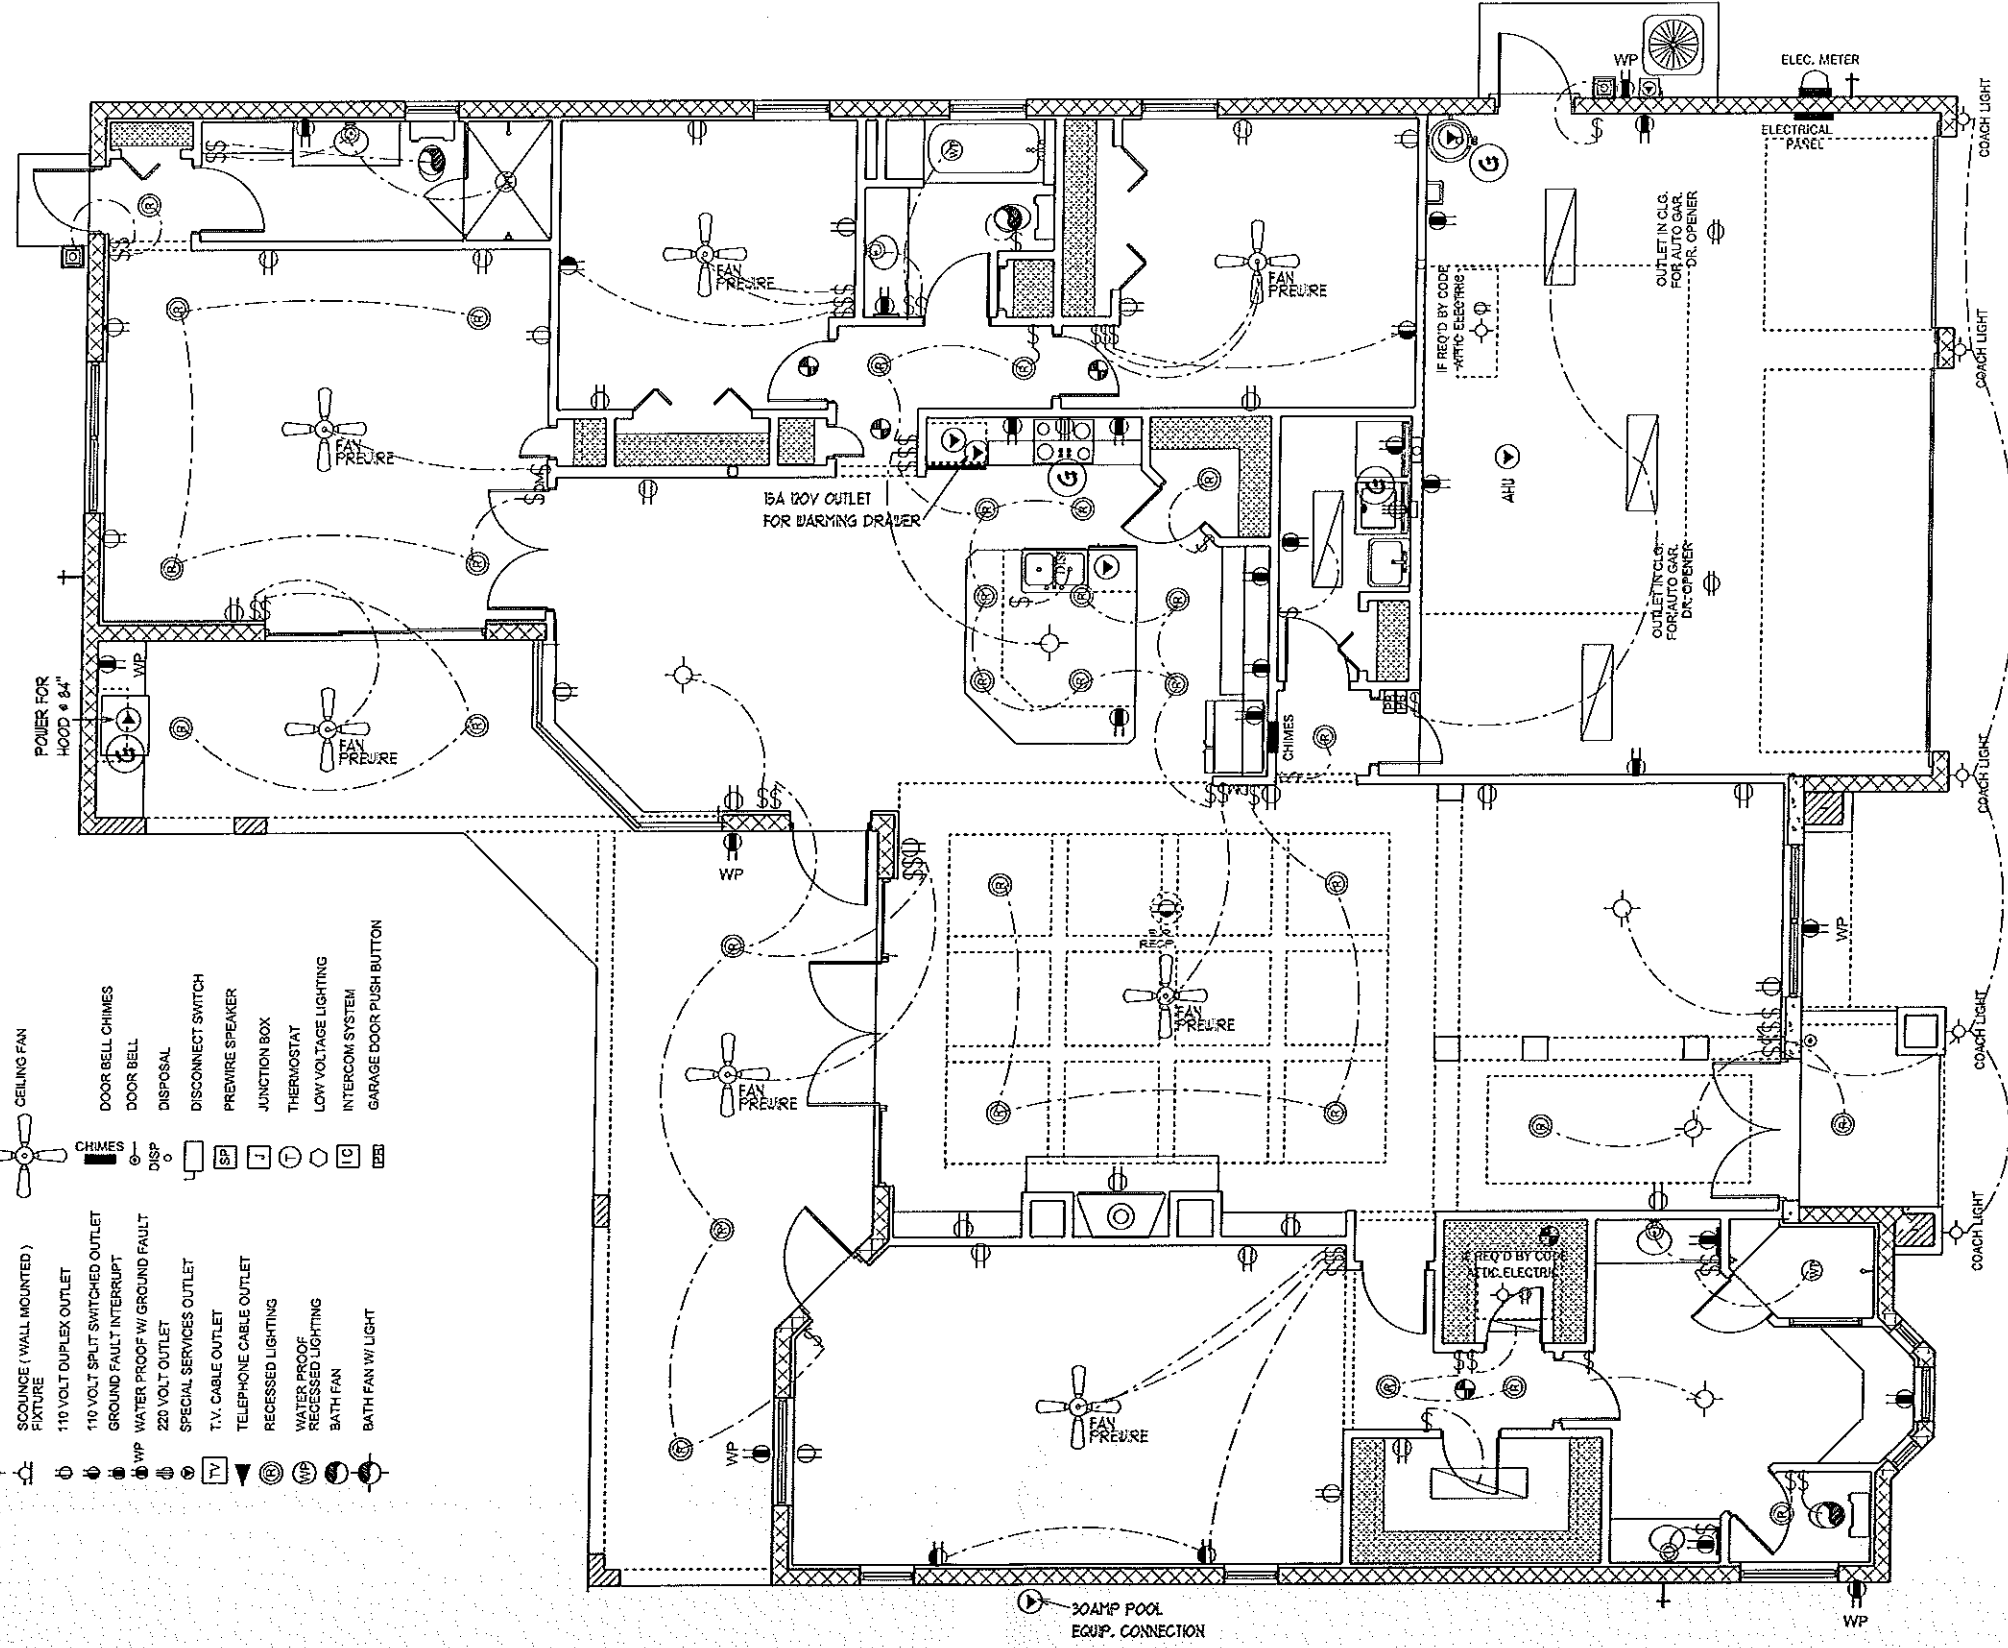 WP
ELEC. METER
ELECTRICAL
PANEL
COACH LIGHT
FAN
PREWIRE
FAN
PREWIRE
OUTLET IN CLG.
FOR AUTO GAR.
DR. OPENER
IF REQ'D BY CODE
ATTIC ELECTRIC
COACH LIGHT
FAN
PREWIRE
15A 120V OUTLET
FOR WARMING DRAWER
AHU
DISP
OUTLET IN CLG.
FOR AUTO GAR.
DR. OPENER
POWER FOR
HOOD @ 84"
WP
FAN
PREWIRE
CHIMES
COACH LIGHT
WP
WP
RECP.
FAN
PREWIRE
FAN
PREWIRE
COACH LIGHT
COACH LIGHT
CEILING FAN
CHIMES
DOOR BELL CHIMES
DOOR BELL
DISP
DISPOSAL
DISCONNECT SWITCH
SP
PREWIRE SPEAKER
J
JUNCTION BOX
T
THERMOSTAT
LOW VOLTAGE LIGHTING
IC
INTERCOM SYSTEM
PB
GARAGE DOOR PUSH BUTTON
SCOUNCE ( WALL MOUNTED )
FIXTURE
110 VOLT DUPLEX OUTLET
110 VOLT SPLIT SWITCHED OUTLET
GROUND FAULT INTERRUPT
WP
WATER PROOF W/ GROUND FAULT
220 VOLT OUTLET
SPECIAL SERVICES OUTLET
TV
T.V. CABLE OUTLET
TELEPHONE CABLE OUTLET
R
RECESSED LIGHTING
WP
WATER PROOF
RECESSED LIGHTING
BATH FAN
BATH FAN W/ LIGHT
IF REQ'D BY CODE
ATTIC ELECTRIC
FAN
PREWIRE
WP
30AMP POOL
EQUIP. CONNECTION
WP